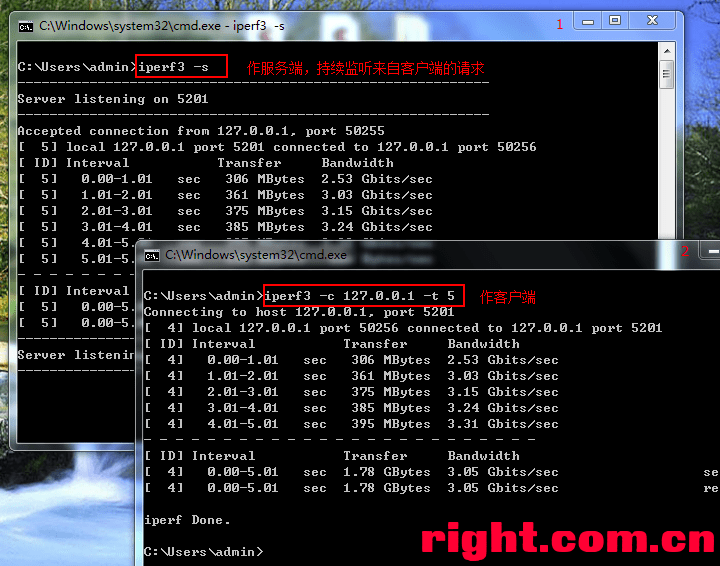 C:\Windows\system32\cmd.exe - iperf3 -s
1
C:\Users\admin>iperf3 -s
作服务端，持续监听来自客户端的请求
-----------------------------------------------------------
Server listening on 5201
-----------------------------------------------------------
Accepted connection from 127.0.0.1, port 50255
[  5] local 127.0.0.1 port 5201 connected to 127.0.0.1 port 50256
[ ID] Interval           Transfer     Bandwidth
[  5]   0.00-1.01   sec   306 MBytes  2.53 Gbits/sec
[  5]   1.01-2.01   sec   361 MBytes  3.03 Gbits/sec
[  5]   2.01-3.01   sec   375 MBytes  3.15 Gbits/sec
[  5]   3.01-4.01   sec   385 MBytes  3.24 Gbits/sec
[  5]   4.01-5.
[  5]   5.01-5.
- - - - - - - -
[ ID] Interval
[  5]   0.00-5.
[  5]   0.00-5.
---------------
Server listenin
---------------
C:\Windows\system32\cmd.exe
2
C:\Users\admin>iperf3 -c 127.0.0.1 -t 5
作客户端
Connecting to host 127.0.0.1, port 5201
[  4] local 127.0.0.1 port 50256 connected to 127.0.0.1 port 5201
[ ID] Interval           Transfer     Bandwidth
[  4]   0.00-1.01   sec   306 MBytes  2.53 Gbits/sec
[  4]   1.01-2.01   sec   361 MBytes  3.03 Gbits/sec
[  4]   2.01-3.01   sec   375 MBytes  3.15 Gbits/sec
[  4]   3.01-4.01   sec   385 MBytes  3.24 Gbits/sec
[  4]   4.01-5.01   sec   395 MBytes  3.31 Gbits/sec
- - - - - - - - - - - - - - - - - - - - - - - - -
[ ID] Interval           Transfer     Bandwidth
[  4]   0.00-5.01   sec  1.78 GBytes  3.05 Gbits/sec                  se
[  4]   0.00-5.01   sec  1.78 GBytes  3.05 Gbits/sec                  re
iperf Done.
C:\Users\admin>
right.com.cn